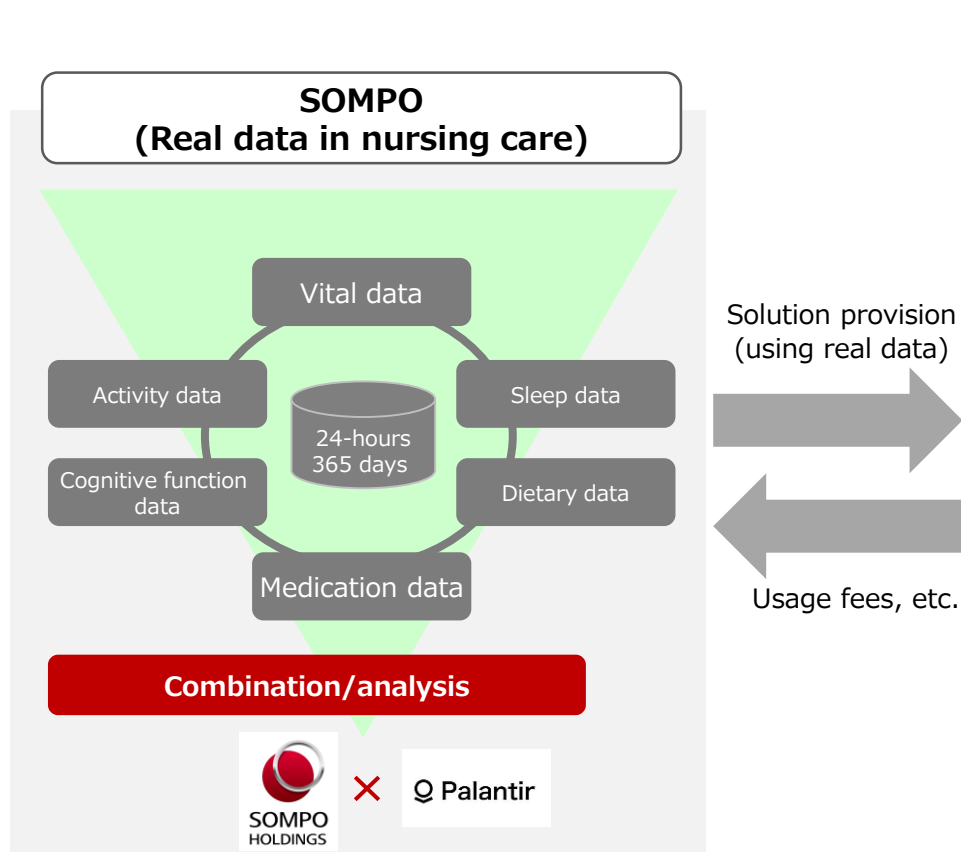 SOMPO
(Real data in nursing care)
Vital data
Activity data
Sleep data
24-hours
365 days
Cognitive function
data
Dietary data
Medication data
Combination/analysis
SOMPO
HOLDINGS
×
Palantir
Solution provision
(using real data)
Usage fees, etc.